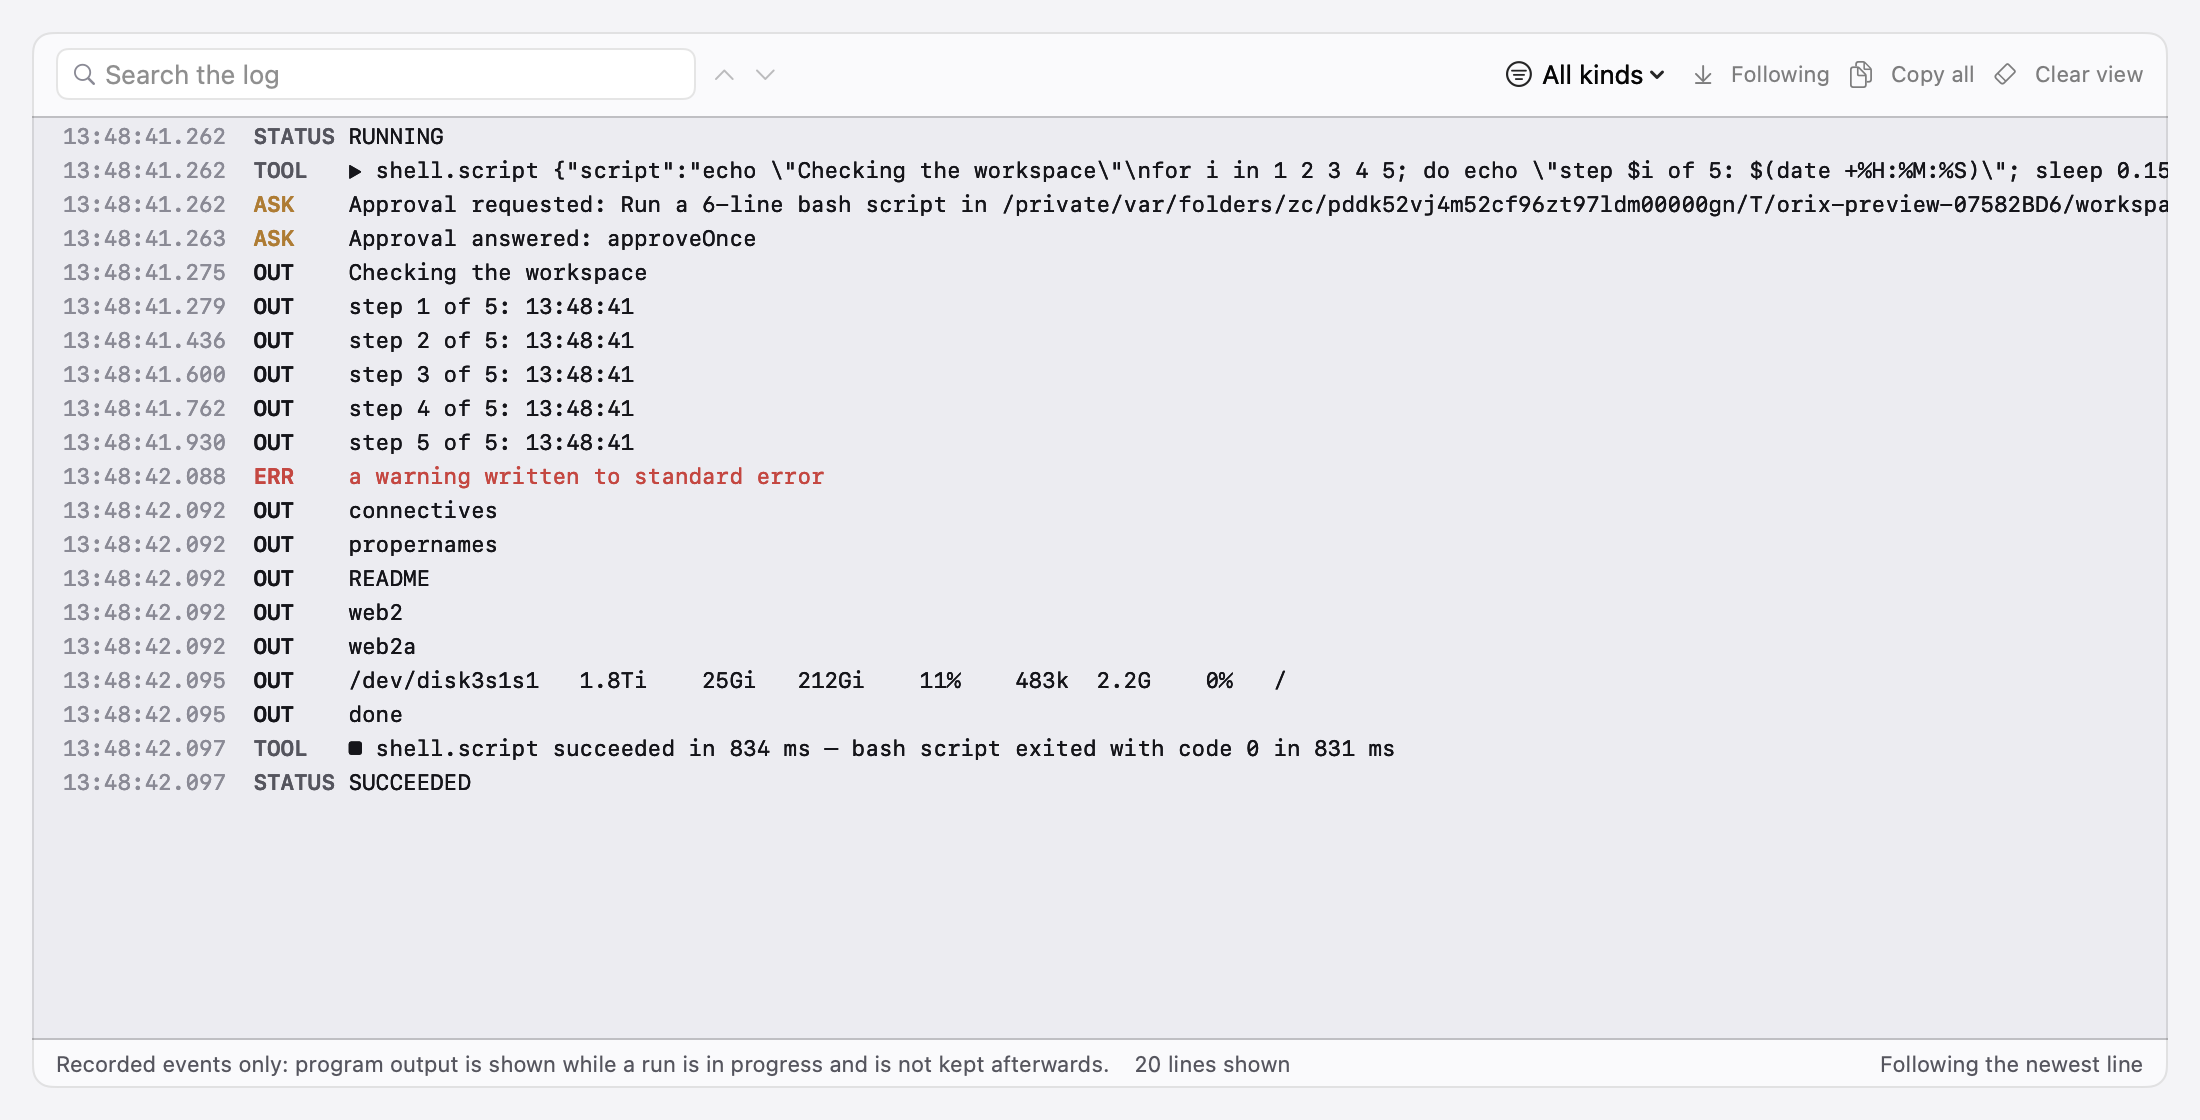 Search the log
All kinds
Following
Copy all
Clear view
13:48:41.262 STATUS RUNNING
13:48:41.262 TOOL ▶ shell.script {"script":"echo \"Checking the workspace\"\nfor i in 1 2 3 4 5; do echo \"step $i of 5: $(date +%H:%M:%S)\"; sleep 0.15
13:48:41.262 ASK Approval requested: Run a 6-line bash script in /private/var/folders/zc/pddk52vj4m52cf96zt97ldm00000gn/T/orix-preview-07582BD6/workspa
13:48:41.263 ASK Approval answered: approveOnce
13:48:41.275 OUT Checking the workspace
13:48:41.279 OUT step 1 of 5: 13:48:41
13:48:41.436 OUT step 2 of 5: 13:48:41
13:48:41.600 OUT step 3 of 5: 13:48:41
13:48:41.762 OUT step 4 of 5: 13:48:41
13:48:41.930 OUT step 5 of 5: 13:48:41
13:48:42.088 ERR a warning written to standard error
13:48:42.092 OUT connectives
13:48:42.092 OUT propernames
13:48:42.092 OUT README
13:48:42.092 OUT web2
13:48:42.092 OUT web2a
13:48:42.095 OUT /dev/disk3s1s1 1.8Ti 25Gi 212Gi 11% 483k 2.2G 0% /
13:48:42.095 OUT done
13:48:42.097 TOOL ■ shell.script succeeded in 834 ms — bash script exited with code 0 in 831 ms
13:48:42.097 STATUS SUCCEEDED
Recorded events only: program output is shown while a run is in progress and is not kept afterwards. 20 lines shown
Following the newest line